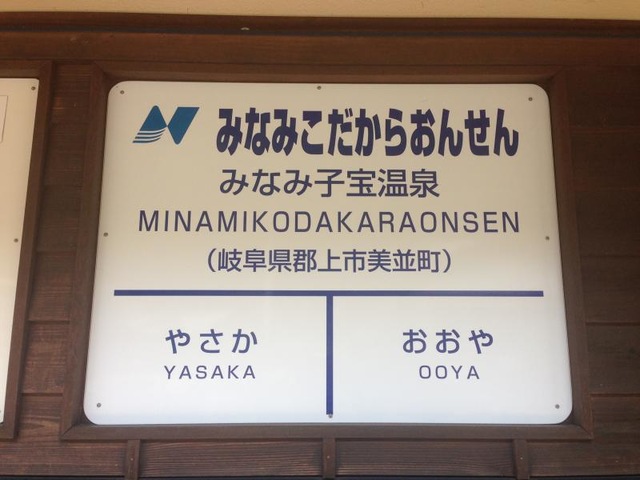 みなみこだからおんせん
みなみ子宝温泉
MINAMIKODAKARAONSEN
(岐阜県郡上市美並町)
やさか
YASAKA
おおや
OOYA